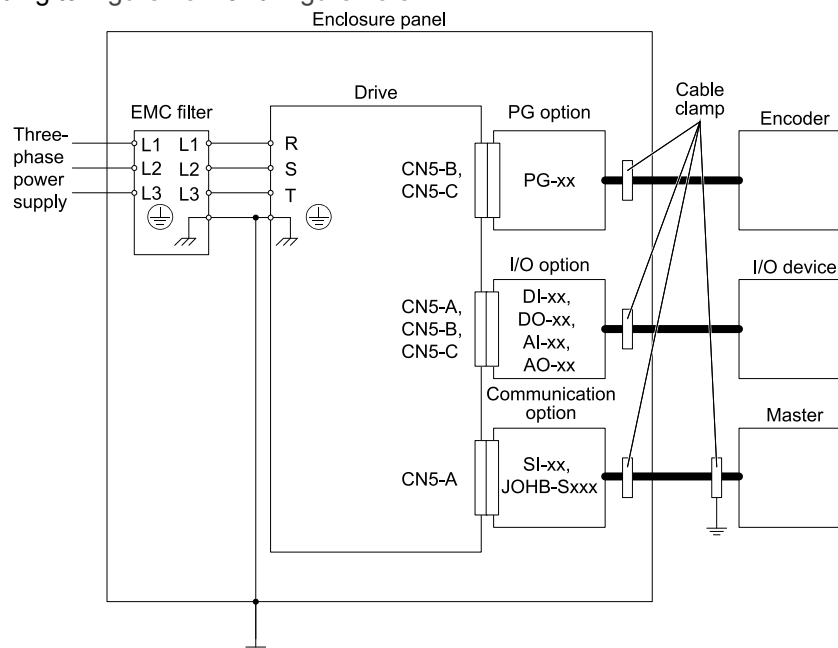 Enclosure panel
Drive
EMC filter
PG option
Cable
clamp
Encoder
Three-
phase
power
supply
L1 L1
L2 L2
L3 L3
R
S
T
CN5-B,
CN5-C
PG-xx
I/O option
I/O device
CN5-A,
CN5-B,
CN5-C
DI-xx,
DO-xx,
AI-xx,
AO-xx
Communication
option
Master
CN5-A
SI-xx,
JOHB-Sxxx